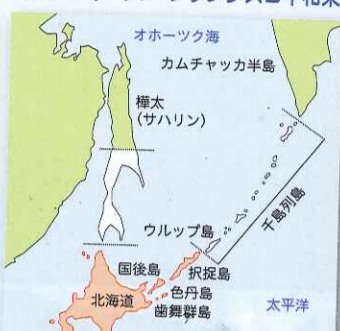 オホーツク海
カムチャッカ半島
樺太
(サハリン)
千島列島
ウルップ島
国後島
択捉島
北海道
色丹島
歯舞群島
太平洋